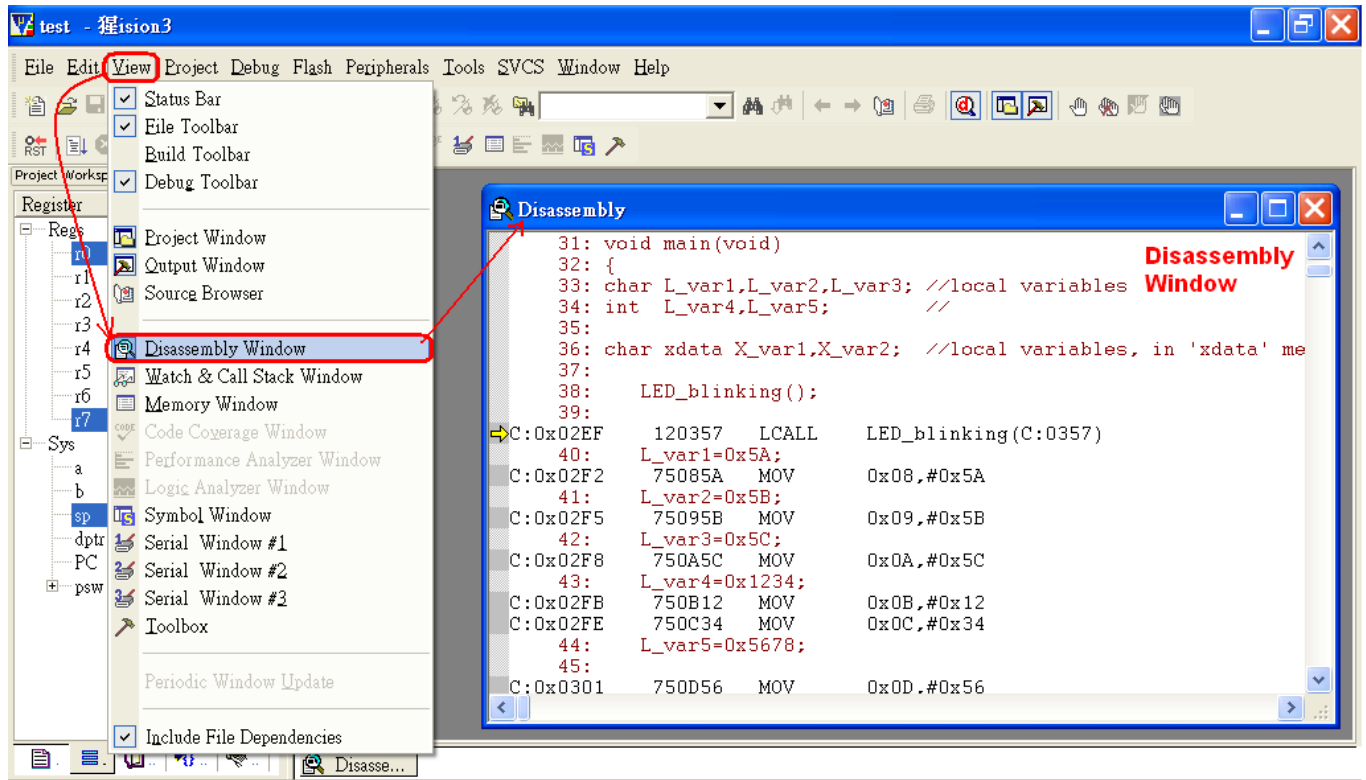 test - 猩ision3
File Edit View Project Debug Flash Peripherals Tools SVCS Window Help
RST
Project Worksp
Register
Regs
r0
r1
r2
r3
r4
r5
r6
r7
Sys
a
b
sp
dptr
PC
psw
Status Bar
File Toolbar
Build Toolbar
Debug Toolbar
Project Window
Output Window
Source Browser
Disassembly Window
Watch & Call Stack Window
Memory Window
CODE Code Coverage Window
Performance Analyzer Window
Logic Analyzer Window
Symbol Window
Serial Window #1
Serial Window #2
Serial Window #3
Toolbox
Periodic Window Update
Include File Dependencies
Disassembly
Disassembly
Window
31: void main(void)
32: {
33: char L_var1,L_var2,L_var3; //local variables
34: int L_var4,L_var5; //
35:
36: char xdata X_var1,X_var2; //local variables, in 'xdata' me
37:
38: LED_blinking();
39:
C:0x02EF 120357 LCALL LED_blinking(C:0357)
40: L_var1=0x5A;
C:0x02F2 75085A MOV 0x08,#0x5A
41: L_var2=0x5B;
C:0x02F5 75095B MOV 0x09,#0x5B
42: L_var3=0x5C;
C:0x02F8 750A5C MOV 0x0A,#0x5C
43: L_var4=0x1234;
C:0x02FB 750B12 MOV 0x0B,#0x12
C:0x02FE 750C34 MOV 0x0C,#0x34
44: L_var5=0x5678;
45:
C:0x0301 750D56 MOV 0x0D,#0x56
Disasse...